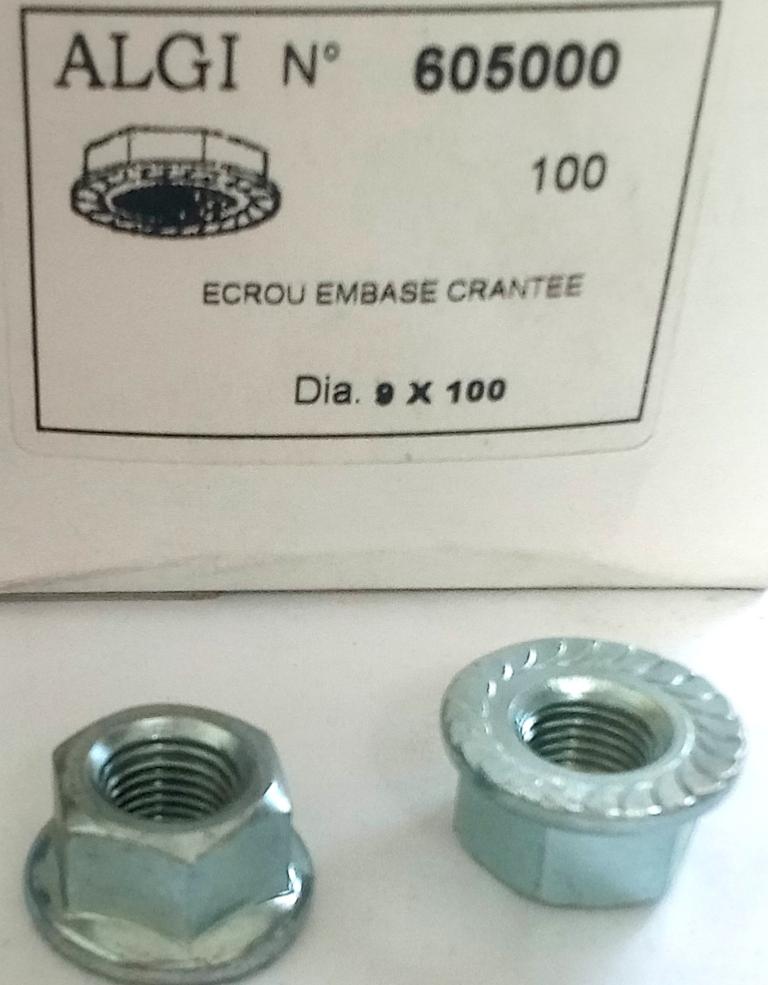 ALGI N° 605000
100
ECROU EMBASE CRANTEE
Dia. 9 X 100